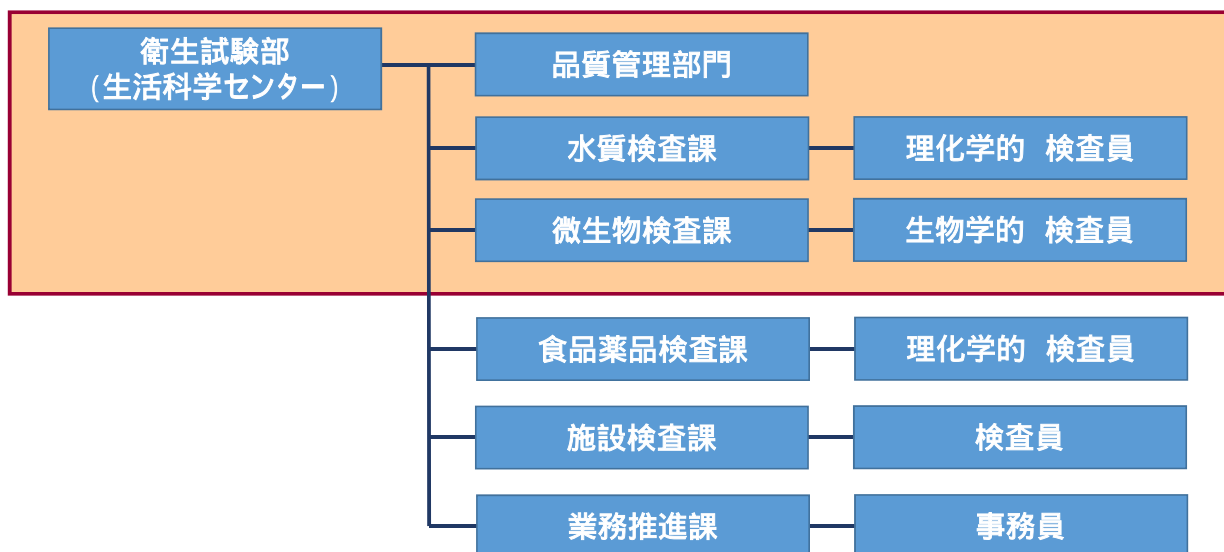 衛生試験部
(生活科学センター)
品質管理部門
水質検査課
理化学的　検査員
微生物検査課
生物学的　検査員
食品薬品検査課
理化学的　検査員
施設検査課
検査員
業務推進課
事務員